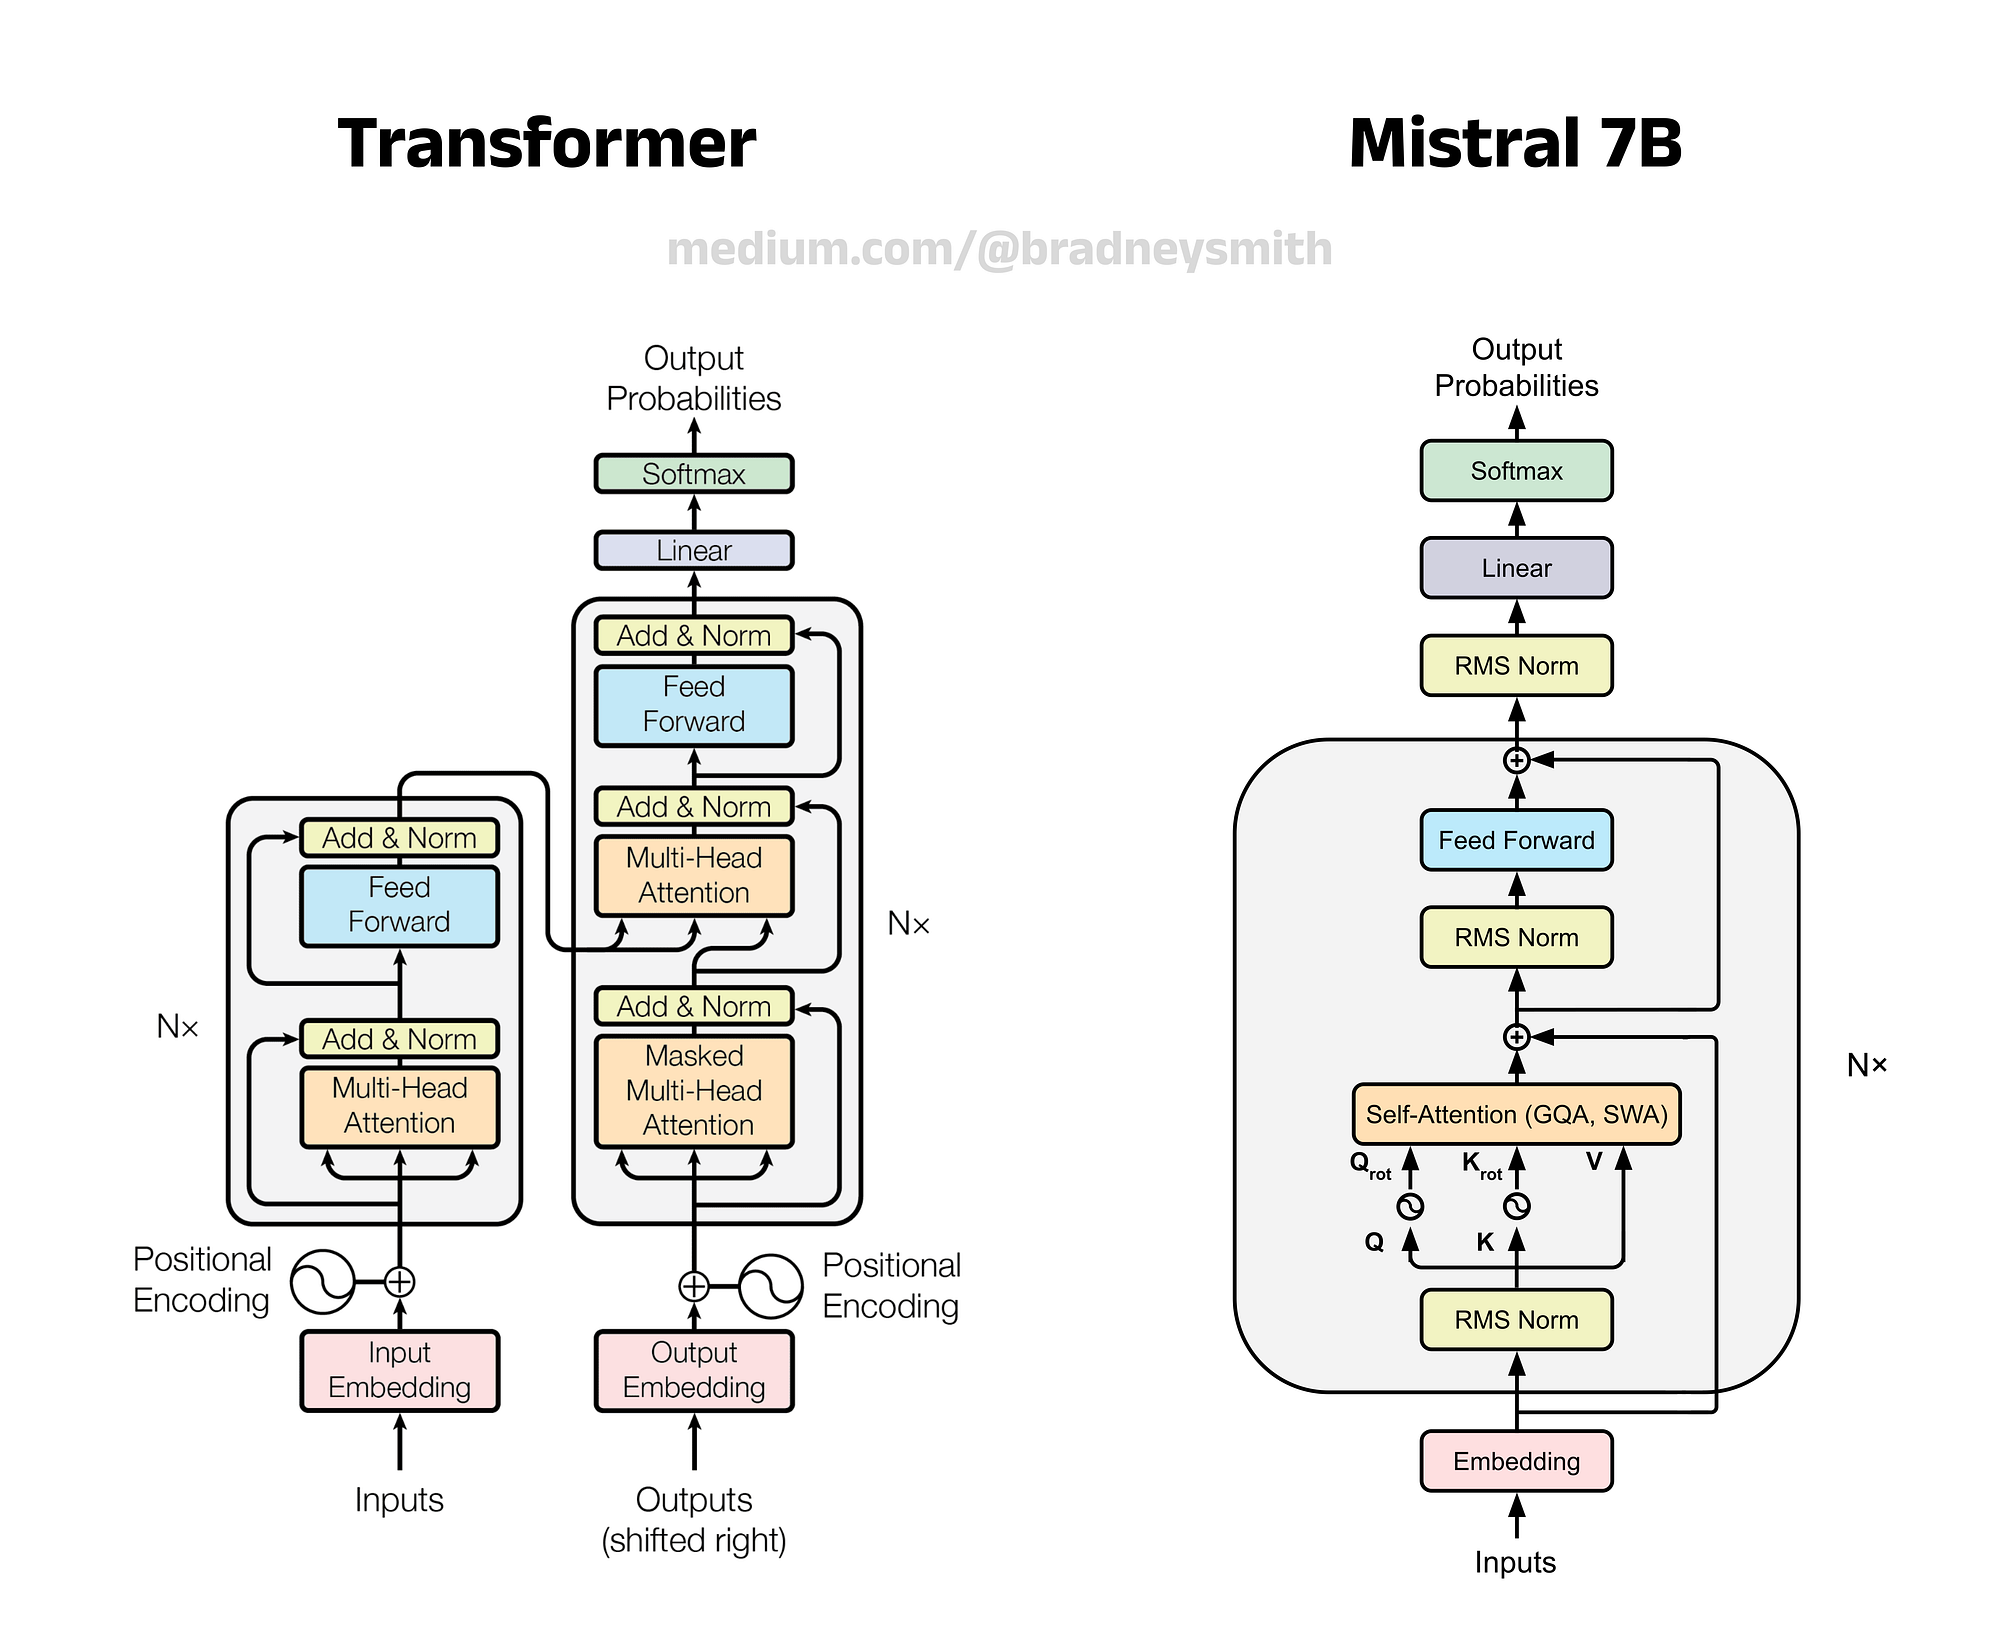 Transformer
Mistral 7B
medium.com/@bradneysmith
Output
Probabilities
Softmax
Linear
Add & Norm
Feed
Forward
Add & Norm
Multi-Head
Attention
Add & Norm
Masked
Multi-Head
Attention
N×
Add & Norm
Feed
Forward
Add & Norm
Multi-Head
Attention
N×
Positional
Encoding
Positional
Encoding
Input
Embedding
Output
Embedding
Inputs
Outputs
(shifted right)
Output
Probabilities
Softmax
Linear
RMS Norm
Feed Forward
RMS Norm
N×
Self-Attention (GQA, SWA)
Qrot Krot V
Q K
RMS Norm
Embedding
Inputs